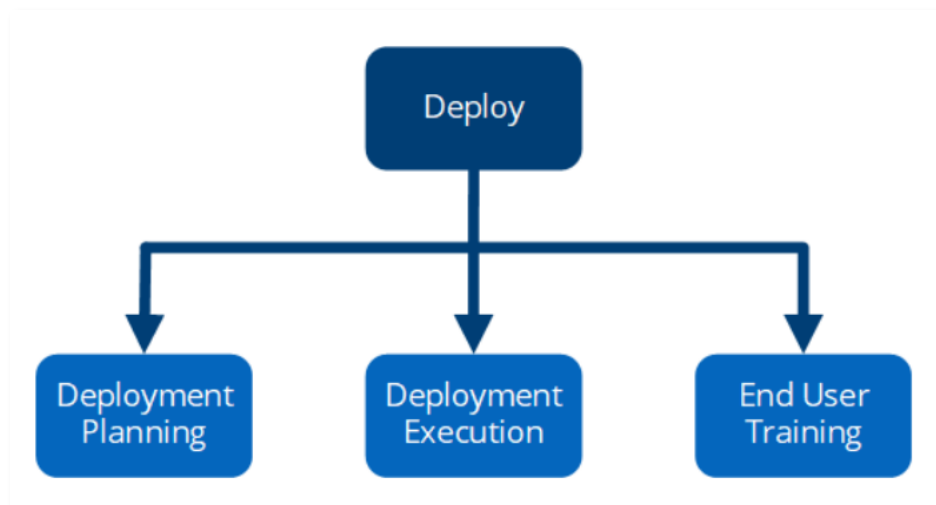 Deploy
Deployment
Planning
Deployment
Execution
End User
Training